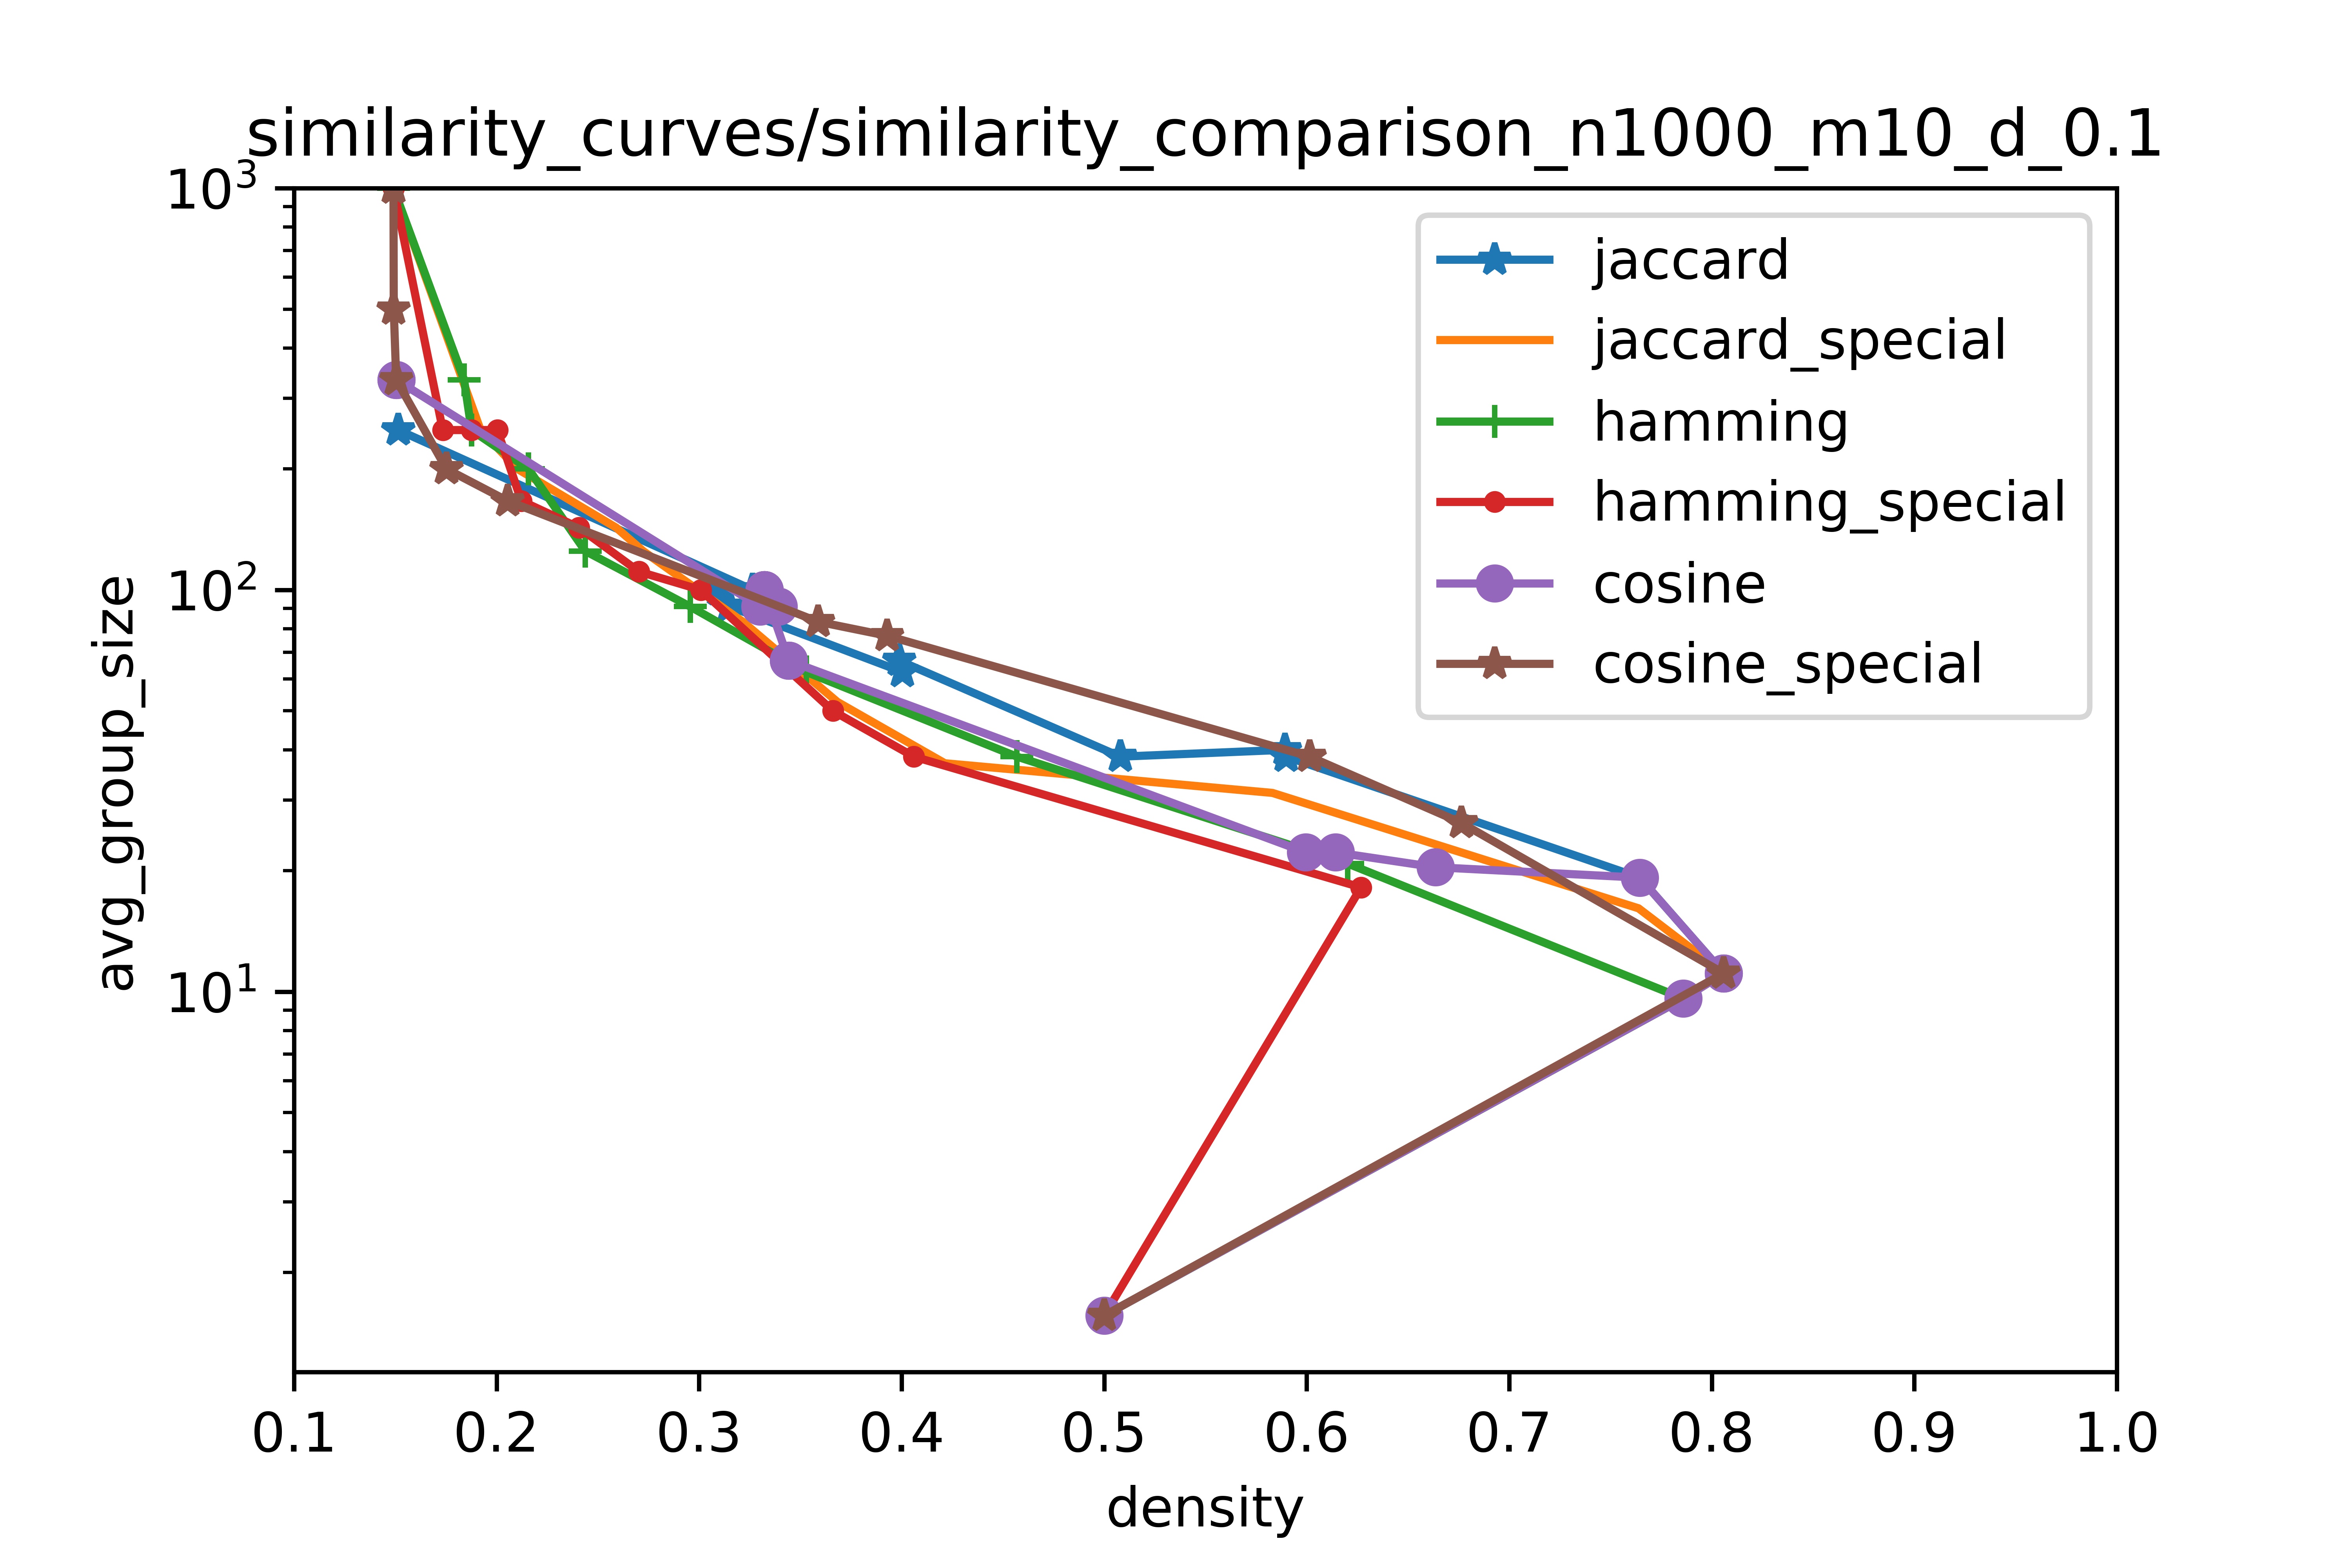 similarity_curves/similarity_comparison_n1000_m10_d_0.1
10³
10²
10¹
avg_group_size
jaccard
jaccard_special
hamming
hamming_special
cosine
cosine_special
0.1 0.2 0.3 0.4 0.5 0.6 0.7 0.8 0.9 1.0
density